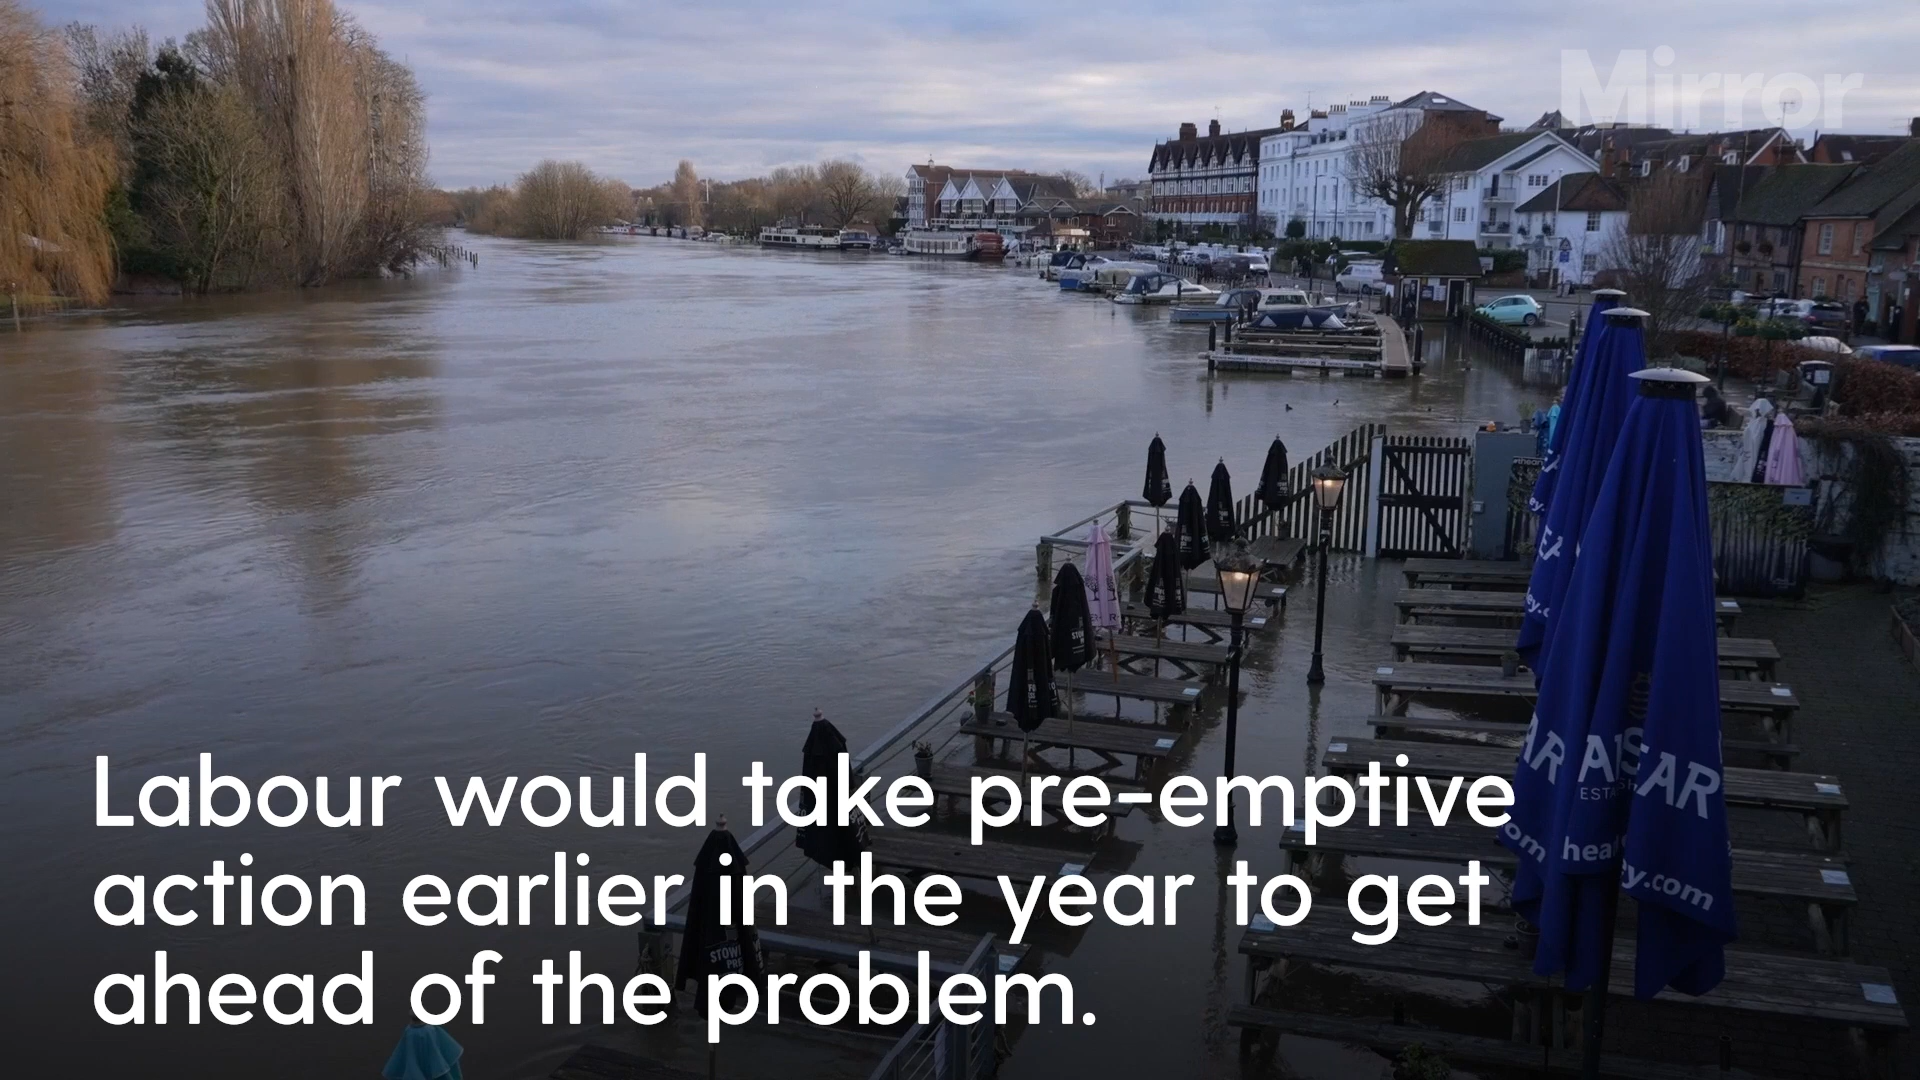 Mirror
Labour would take pre-emptive
action earlier in the year to get
ahead of the problem.